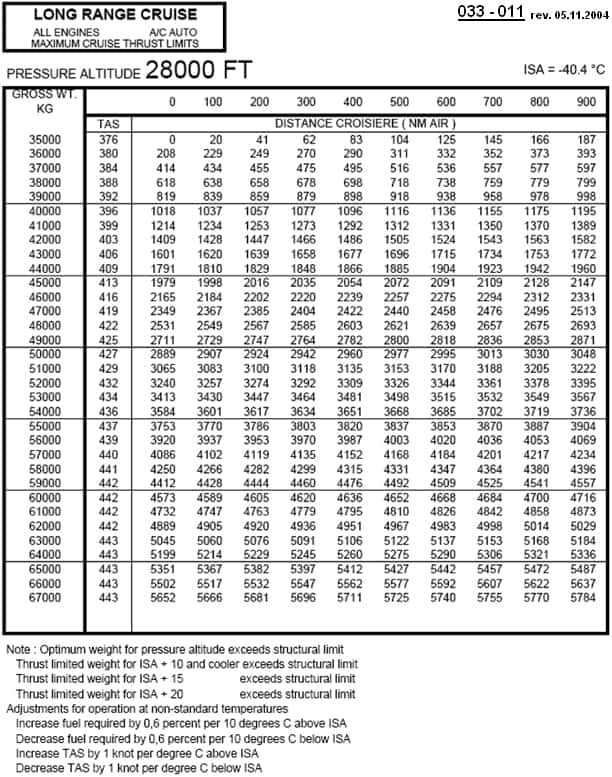 LONG RANGE CRUISE
ALL ENGINES A/C AUTO
MAXIMUM CRUISE THRUST LIMITS
033 - 011 rev. 05.11.2004
PRESSURE ALTITUDE 28000 FT ISA = -40.4 °C
GROSS WT. KG 0 100 200 300 400 500 600 700 800 900
TAS DISTANCE CROISIERE ( NM AIR )
35000 376 0 20 41 62 83 104 125 145 166 187
36000 380 208 229 249 270 290 311 332 352 373 393
37000 384 414 434 455 475 495 516 536 557 577 597
38000 388 618 638 658 678 698 718 738 759 779 799
39000 392 819 839 859 879 898 918 938 958 978 998
40000 396 1018 1037 1057 1077 1096 1116 1136 1155 1175 1195
41000 399 1214 1234 1253 1273 1292 1312 1331 1350 1370 1389
42000 403 1409 1428 1447 1466 1486 1505 1524 1543 1563 1582
43000 406 1601 1620 1639 1658 1677 1696 1715 1734 1753 1772
44000 409 1791 1810 1829 1848 1866 1885 1904 1923 1942 1960
45000 413 1979 1998 2016 2035 2054 2072 2091 2109 2128 2147
46000 416 2165 2184 2202 2220 2239 2257 2275 2294 2312 2331
47000 419 2349 2367 2385 2404 2422 2440 2458 2476 2495 2513
48000 422 2531 2549 2567 2585 2603 2621 2639 2657 2675 2693
49000 425 2711 2729 2747 2764 2782 2800 2818 2836 2853 2871
50000 427 2889 2907 2924 2942 2960 2977 2995 3013 3030 3048
51000 429 3065 3083 3100 3118 3135 3153 3170 3188 3205 3222
52000 432 3240 3257 3274 3292 3309 3326 3344 3361 3378 3395
53000 434 3413 3430 3447 3464 3481 3498 3515 3532 3549 3567
54000 436 3584 3601 3617 3634 3651 3668 3685 3702 3719 3736
55000 437 3753 3770 3786 3803 3820 3837 3853 3870 3887 3904
56000 439 3920 3937 3953 3970 3987 4003 4020 4036 4053 4069
57000 440 4086 4102 4119 4135 4152 4168 4184 4201 4217 4234
58000 441 4250 4266 4282 4299 4315 4331 4347 4364 4380 4396
59000 442 4412 4428 4444 4460 4476 4492 4509 4525 4541 4557
60000 442 4573 4589 4605 4620 4636 4652 4668 4684 4700 4716
61000 442 4732 4747 4763 4779 4795 4810 4826 4842 4858 4873
62000 442 4889 4905 4920 4936 4951 4967 4983 4998 5014 5029
63000 443 5045 5060 5076 5091 5106 5122 5137 5153 5168 5184
64000 443 5199 5214 5229 5245 5260 5275 5290 5306 5321 5336
65000 443 5351 5367 5382 5397 5412 5427 5442 5457 5472 5487
66000 443 5502 5517 5532 5547 5562 5577 5592 5607 5622 5637
67000 443 5652 5666 5681 5696 5711 5725 5740 5755 5770 5784
Note : Optimum weight for pressure altitude exceeds structural limit
Thrust limited weight for ISA + 10 and cooler exceeds structural limit
Thrust limited weight for ISA + 15 exceeds structural limit
Thrust limited weight for ISA + 20 exceeds structural limit
Adjustments for operation at non-standard temperatures
Increase fuel required by 0,6 percent per 10 degrees C above ISA
Decrease fuel required by 0,6 percent per 10 degrees C below ISA
Increase TAS by 1 knot per degree C above ISA
Decrease TAS by 1 knot per degree C below ISA